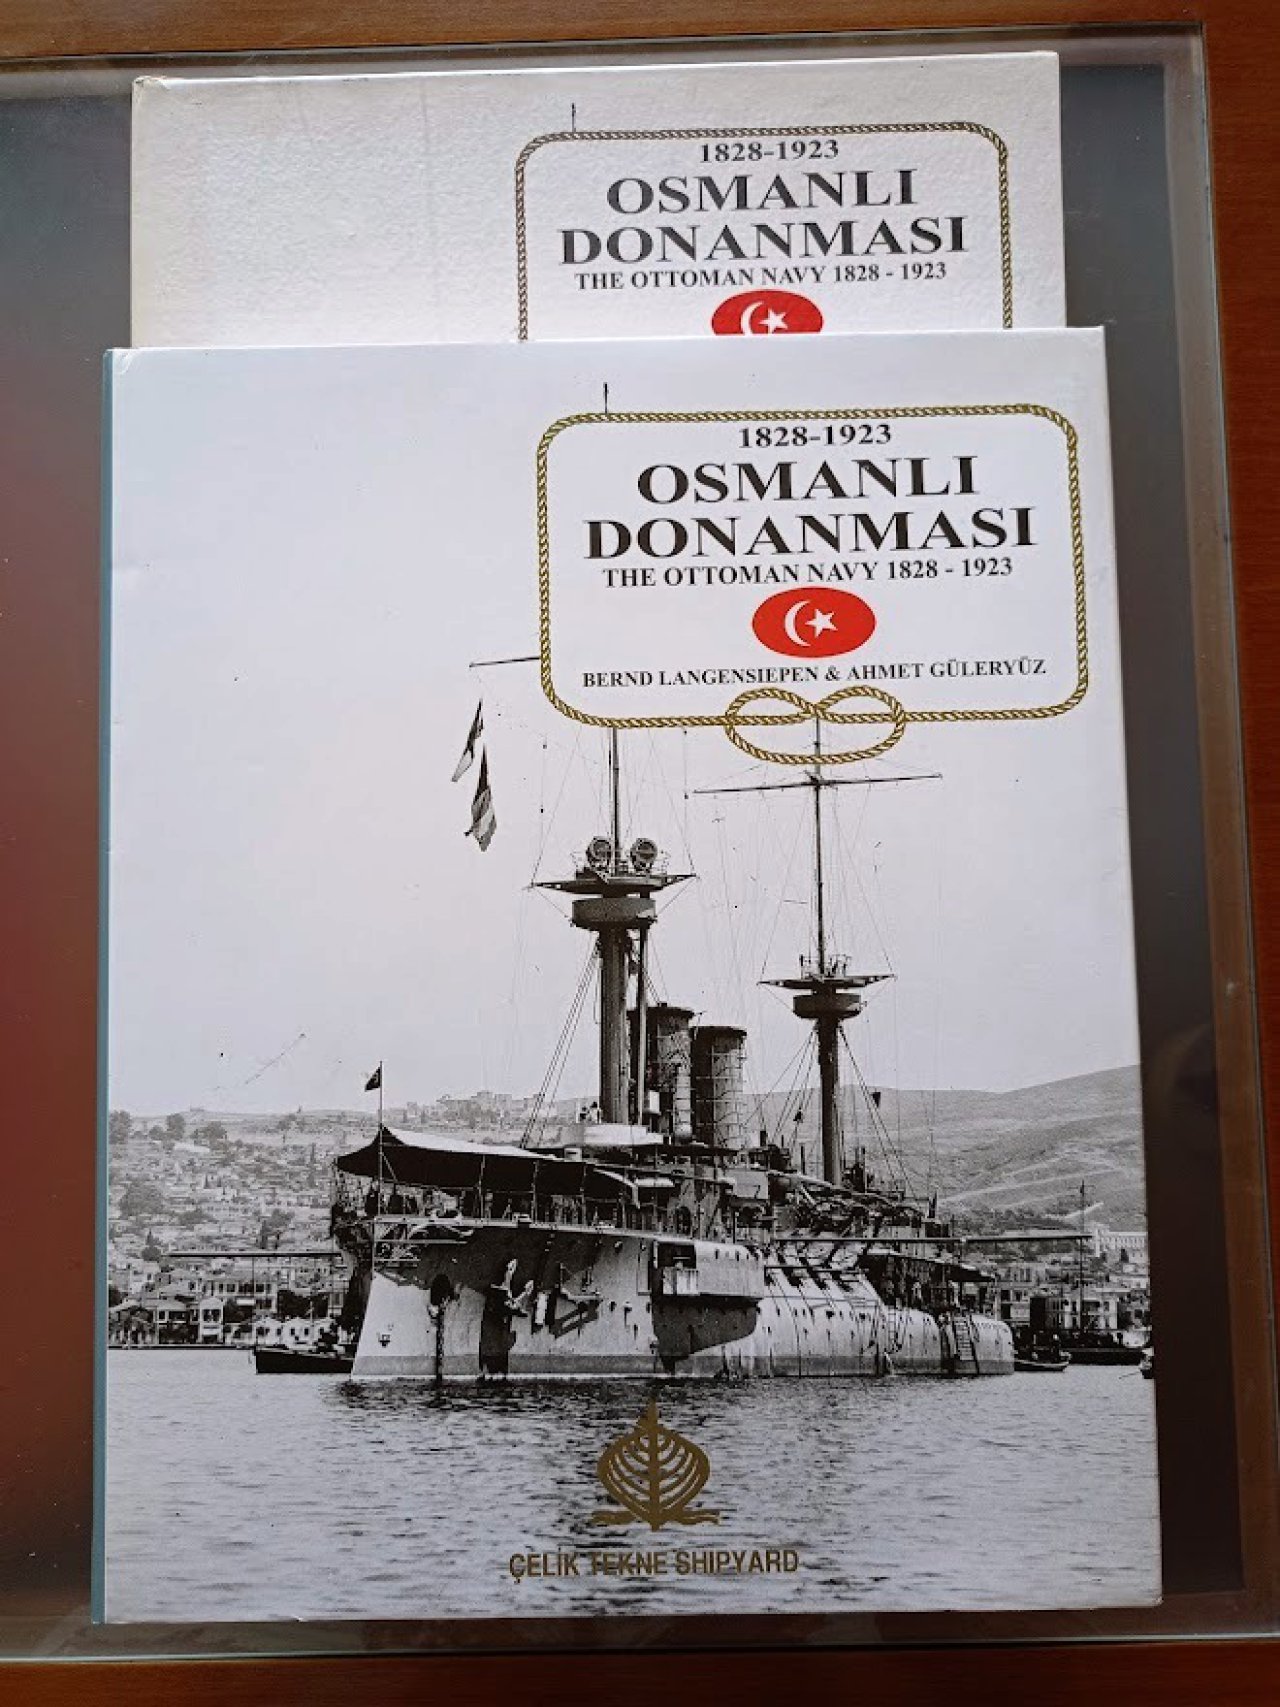 1828-1923
OSMANLI
DONANMASI
THE OTTOMAN NAVY 1828 - 1923
1828-1923
OSMANLI
DONANMASI
THE OTTOMAN NAVY 1828 - 1923
BERND LANGENSIEPEN & AHMET GÜLERYÜZ
ÇELİK TEKNE SHIPYARD